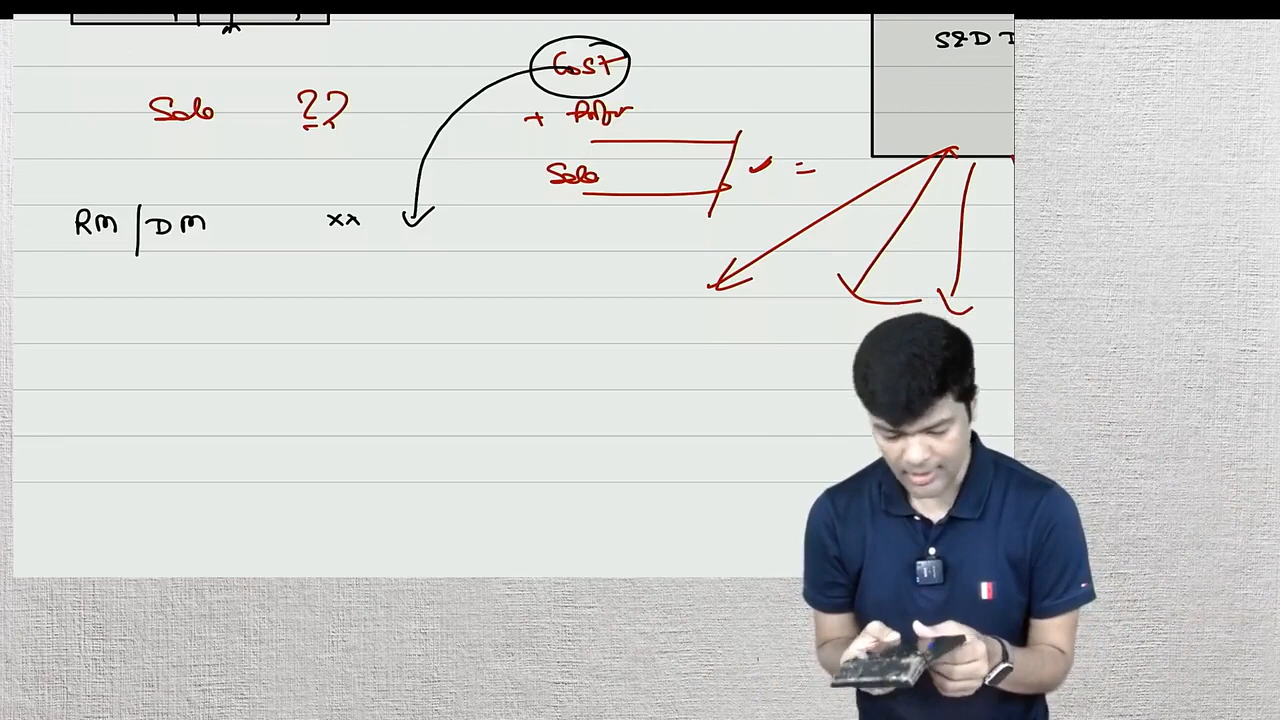 S&D
COST
Sale ??
+ Profit
Sale =
RM | DM xx